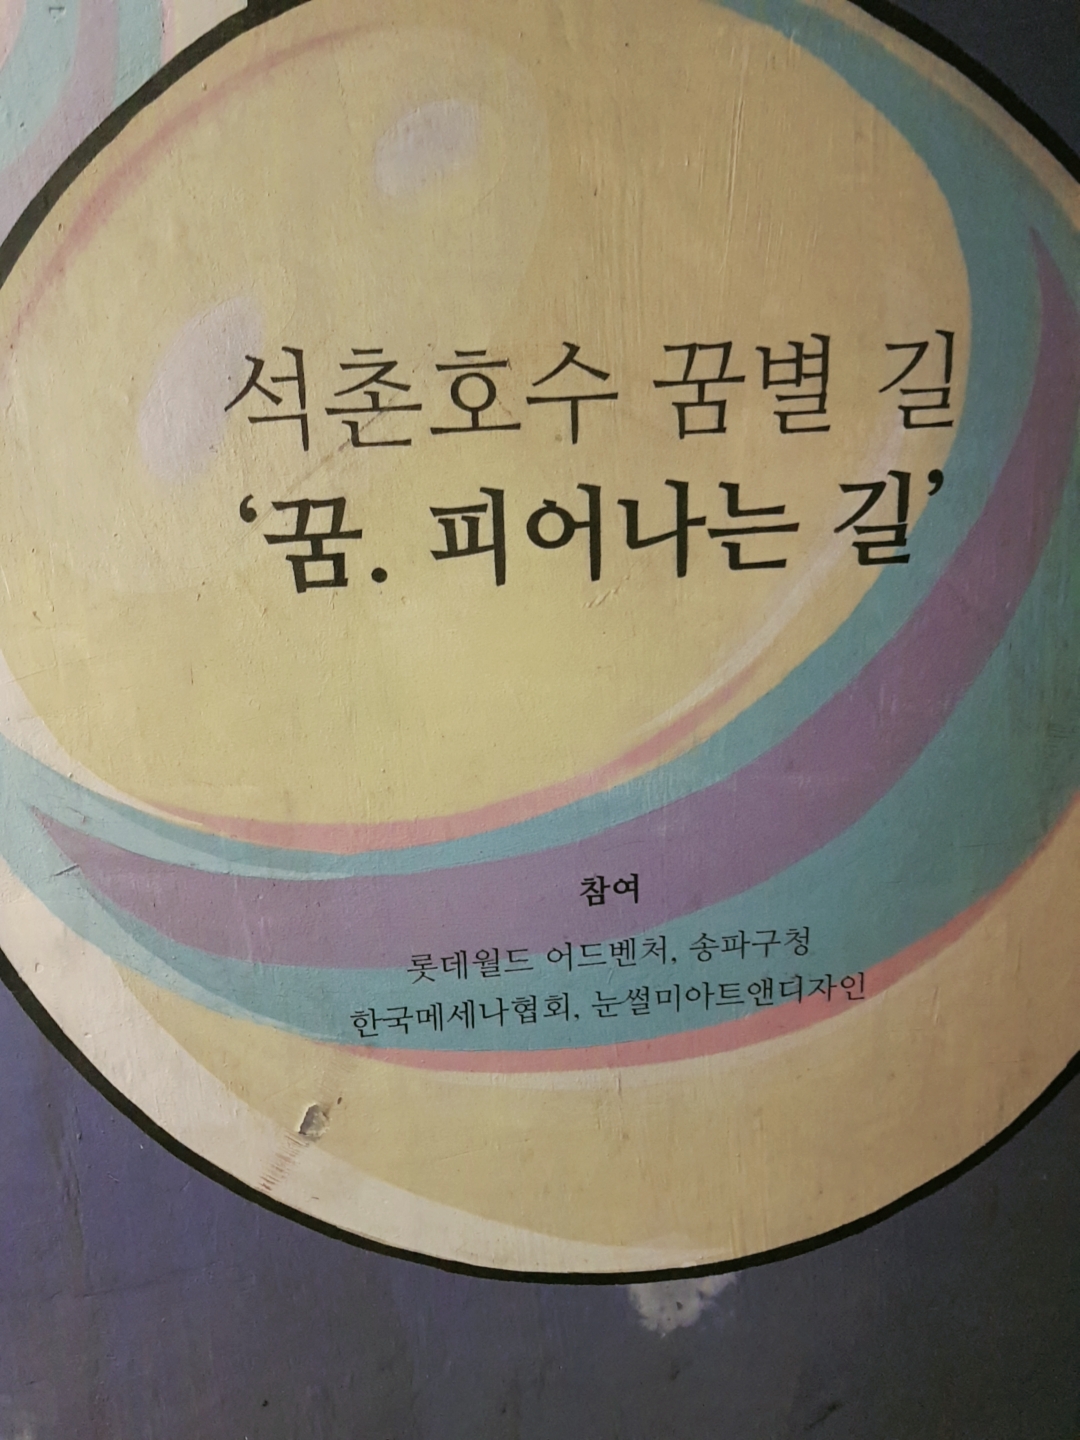 석촌호수 꿈별 길
‘꿈. 피어나는 길’
참여
롯데월드 어드벤처, 송파구청
한국메세나협회, 눈썰미아트앤디자인